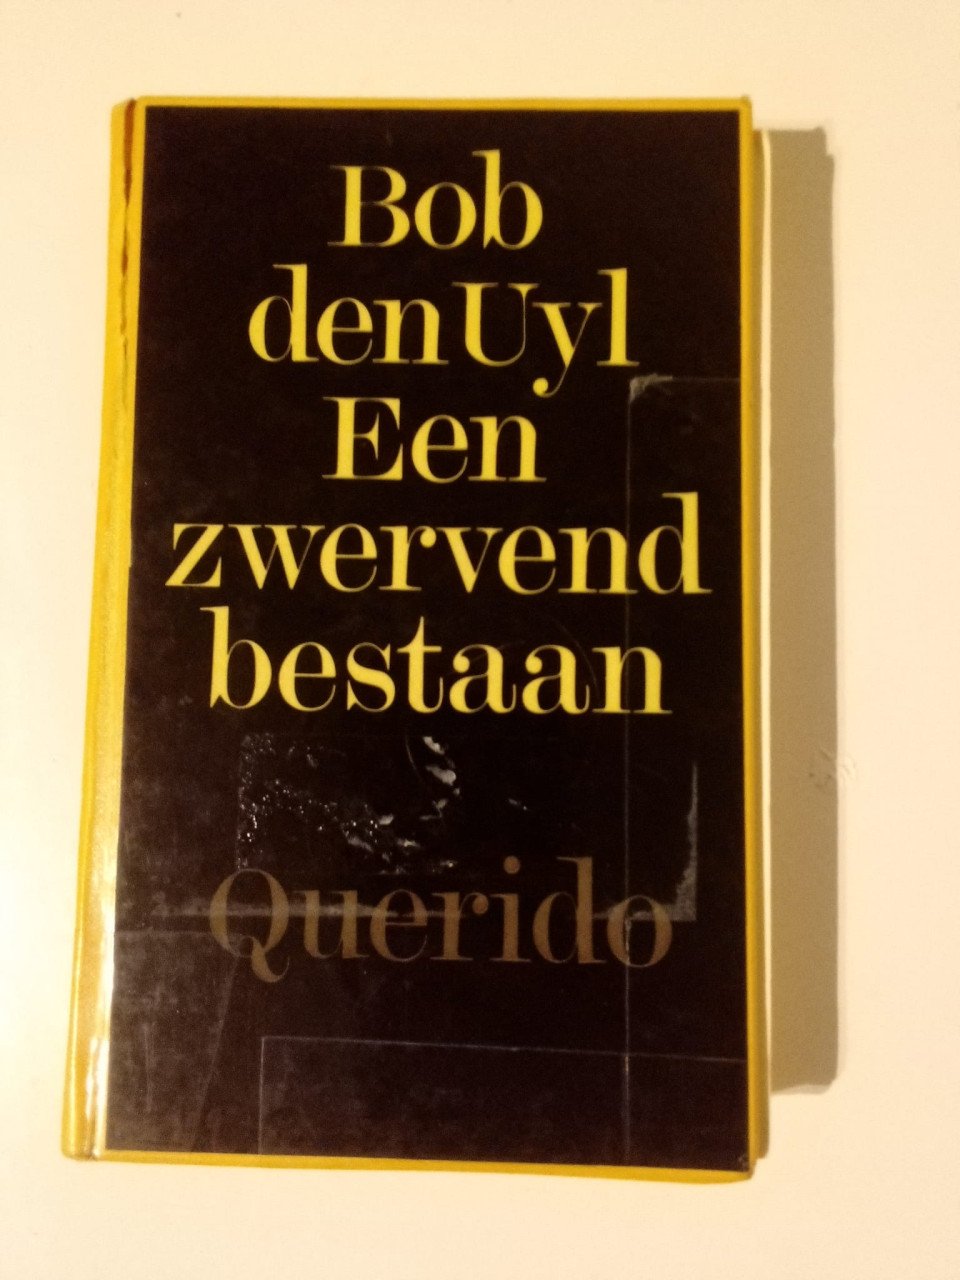 Bob
den Uyl
Een
zwervend
bestaan
Querido